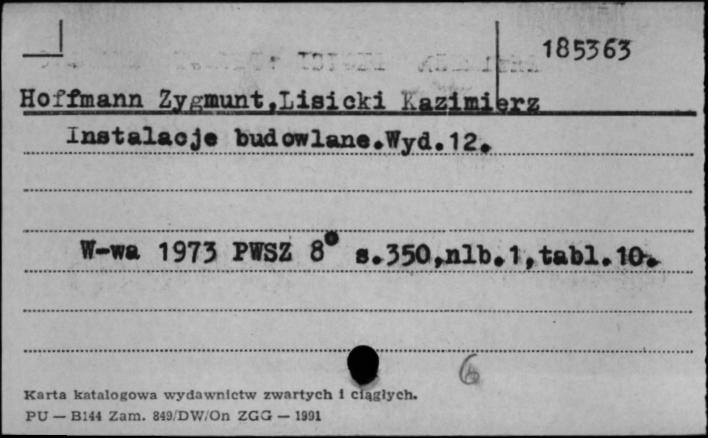 185363
Hoffmann Zygmunt,Lisicki Kazimierz
Instalacje budowlane.Wyd.12.
W-wa 1973 PWSZ 8° s.350,nlb.1,tabl.10.
6
Karta katalogowa wydawnictw zwartych i ciągłych.
PU — B144 Zam. 849/DW/On ZGG — 1991